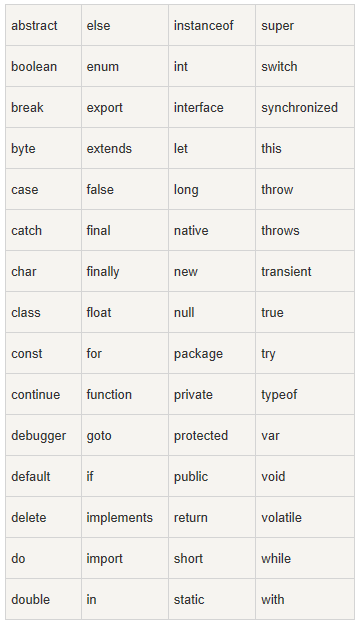 abstract else instanceof super
boolean enum int switch
break export interface synchronized
byte extends let this
case false long throw
catch final native throws
char finally new transient
class float null true
const for package try
continue function private typeof
debugger goto protected var
default if public void
delete implements return volatile
do import short while
double in static with